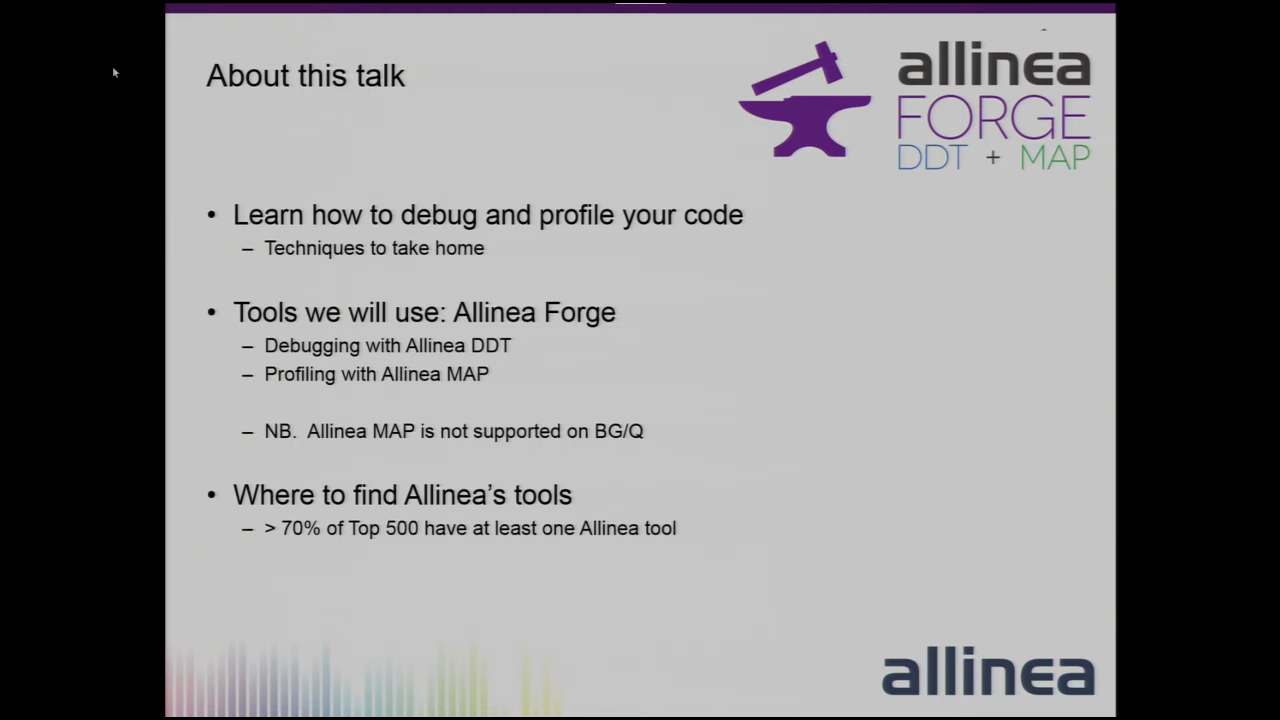 About this talk
allinea
FORGE
DDT + MAP
• Learn how to debug and profile your code
– Techniques to take home
• Tools we will use: Allinea Forge
– Debugging with Allinea DDT
– Profiling with Allinea MAP
– NB. Allinea MAP is not supported on BG/Q
• Where to find Allinea’s tools
– > 70% of Top 500 have at least one Allinea tool
allinea